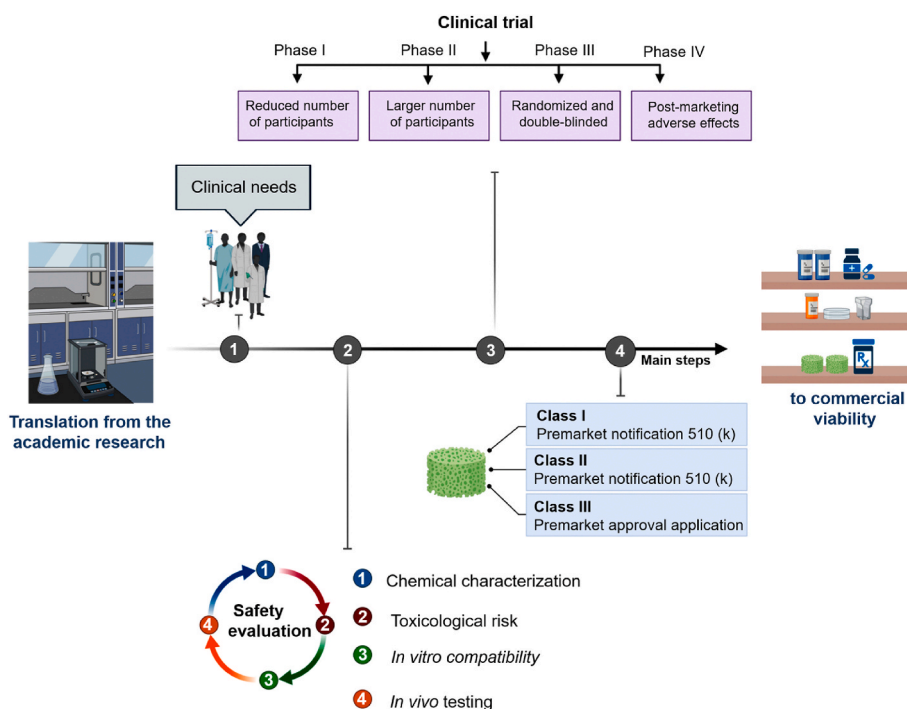 Clinical trial
Phase I
Phase II
Phase III
Phase IV
Reduced number
of participants
Larger number
of participants
Randomized and
double-blinded
Post-marketing
adverse effects
Clinical needs
1
2
3
4
Main steps
Translation from the
academic research
to commercial
viability
Rx
Class I
Premarket notification 510 (k)
Class II
Premarket notification 510 (k)
Class III
Premarket approval application
Safety
evaluation
1
2
3
4
1 Chemical characterization
2 Toxicological risk
3 In vitro compatibility
4 In vivo testing